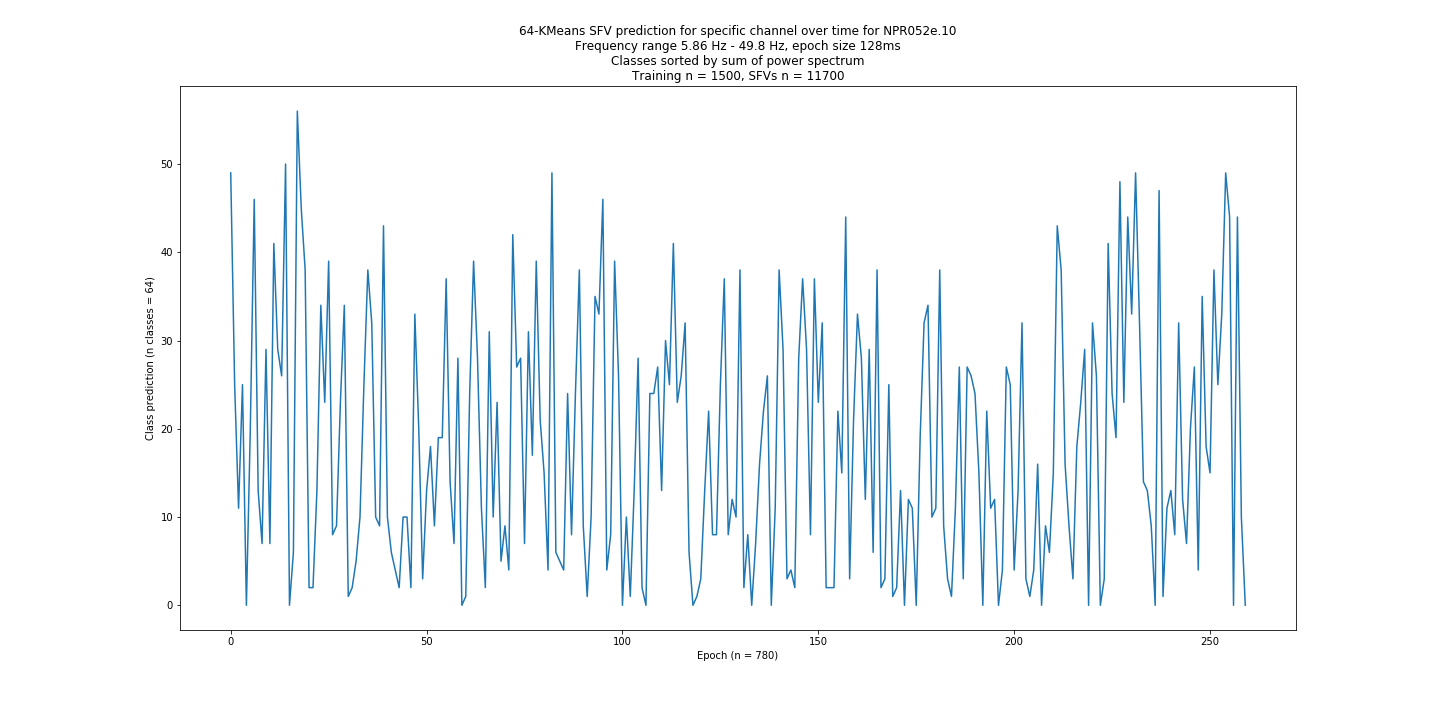 64-KMeans SFV prediction for specific channel over time for NPR052e.10
Frequency range 5.86 Hz - 49.8 Hz, epoch size 128ms
Classes sorted by sum of power spectrum
Training n = 1500, SFVs n = 11700
Class prediction (n classes = 64)
50
40
30
20
10
0
0 50 100 150 200 250
Epoch (n = 780)